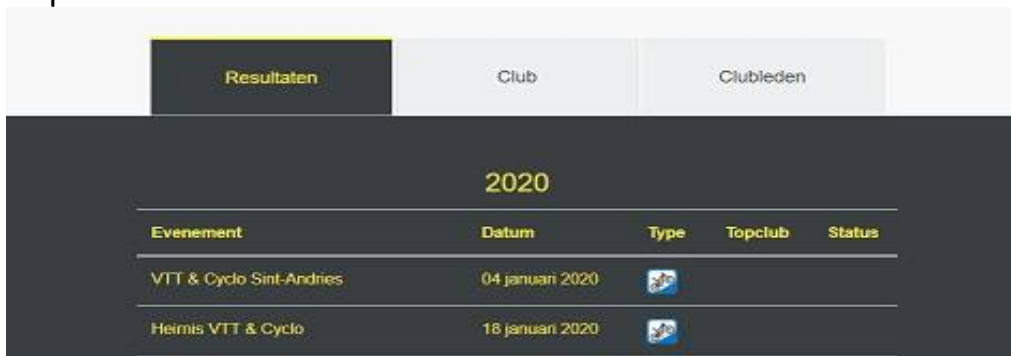 Resultaten Club Clubleden
2020
Evenement Datum Type Topclub Status
VTT & Cyclo Sint-Andries 04 januari 2020
Heirnis VTT & Cyclo 18 januari 2020